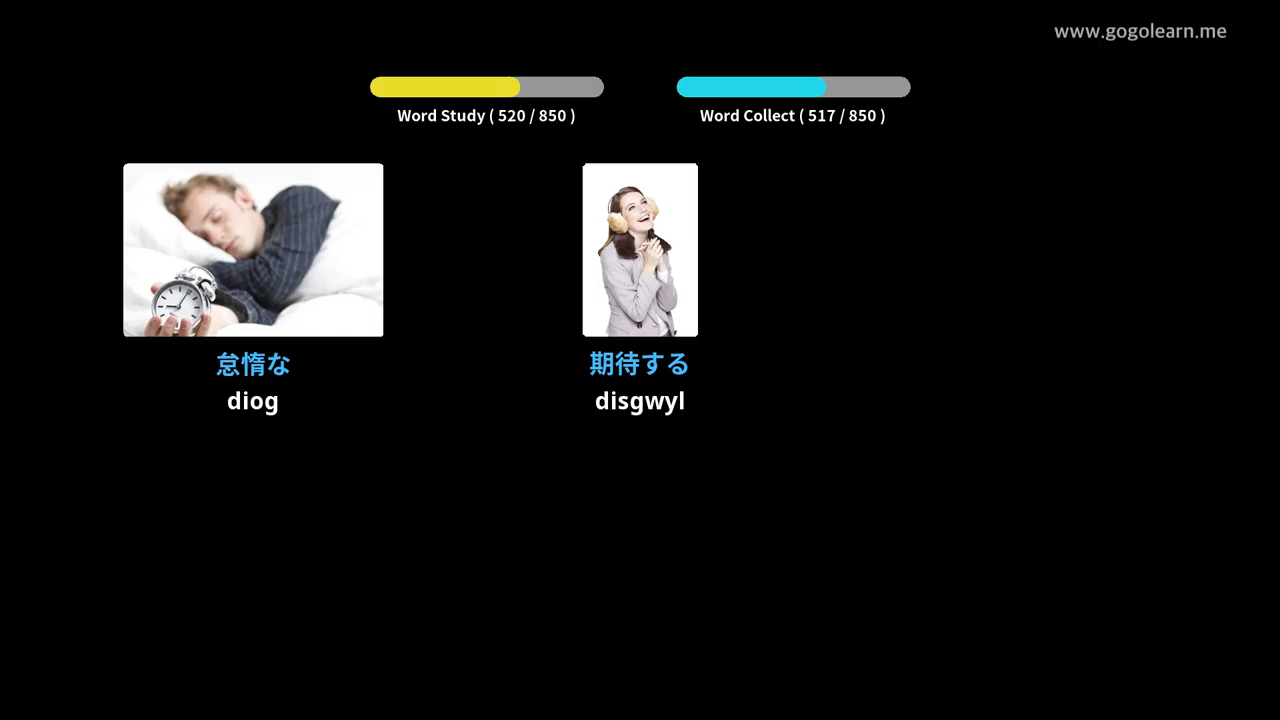 www.gogolearn.me
Word Study ( 520 / 850 )
Word Collect ( 517 / 850 )
怠惰な
diog
期待する
disgwyl